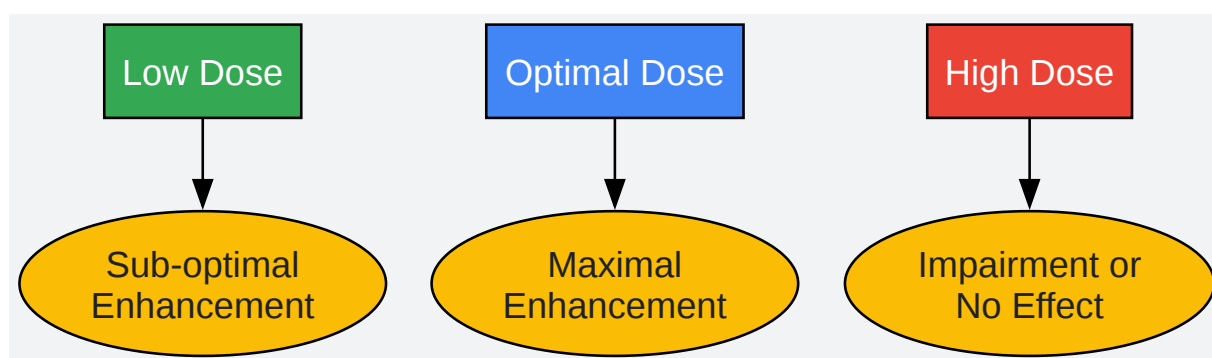 Low Dose
Optimal Dose
High Dose
Sub-optimal
Enhancement
Maximal
Enhancement
Impairment or
No Effect